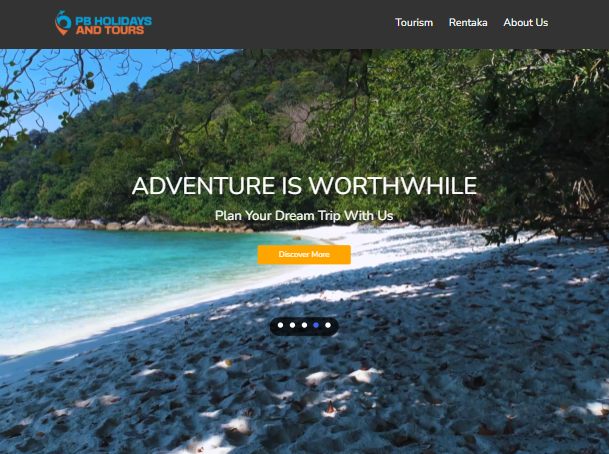 PB HOLIDAYS
AND TOURS
Tourism Rentaka About Us
ADVENTURE IS WORTHWHILE
Plan Your Dream Trip With Us
Discover More